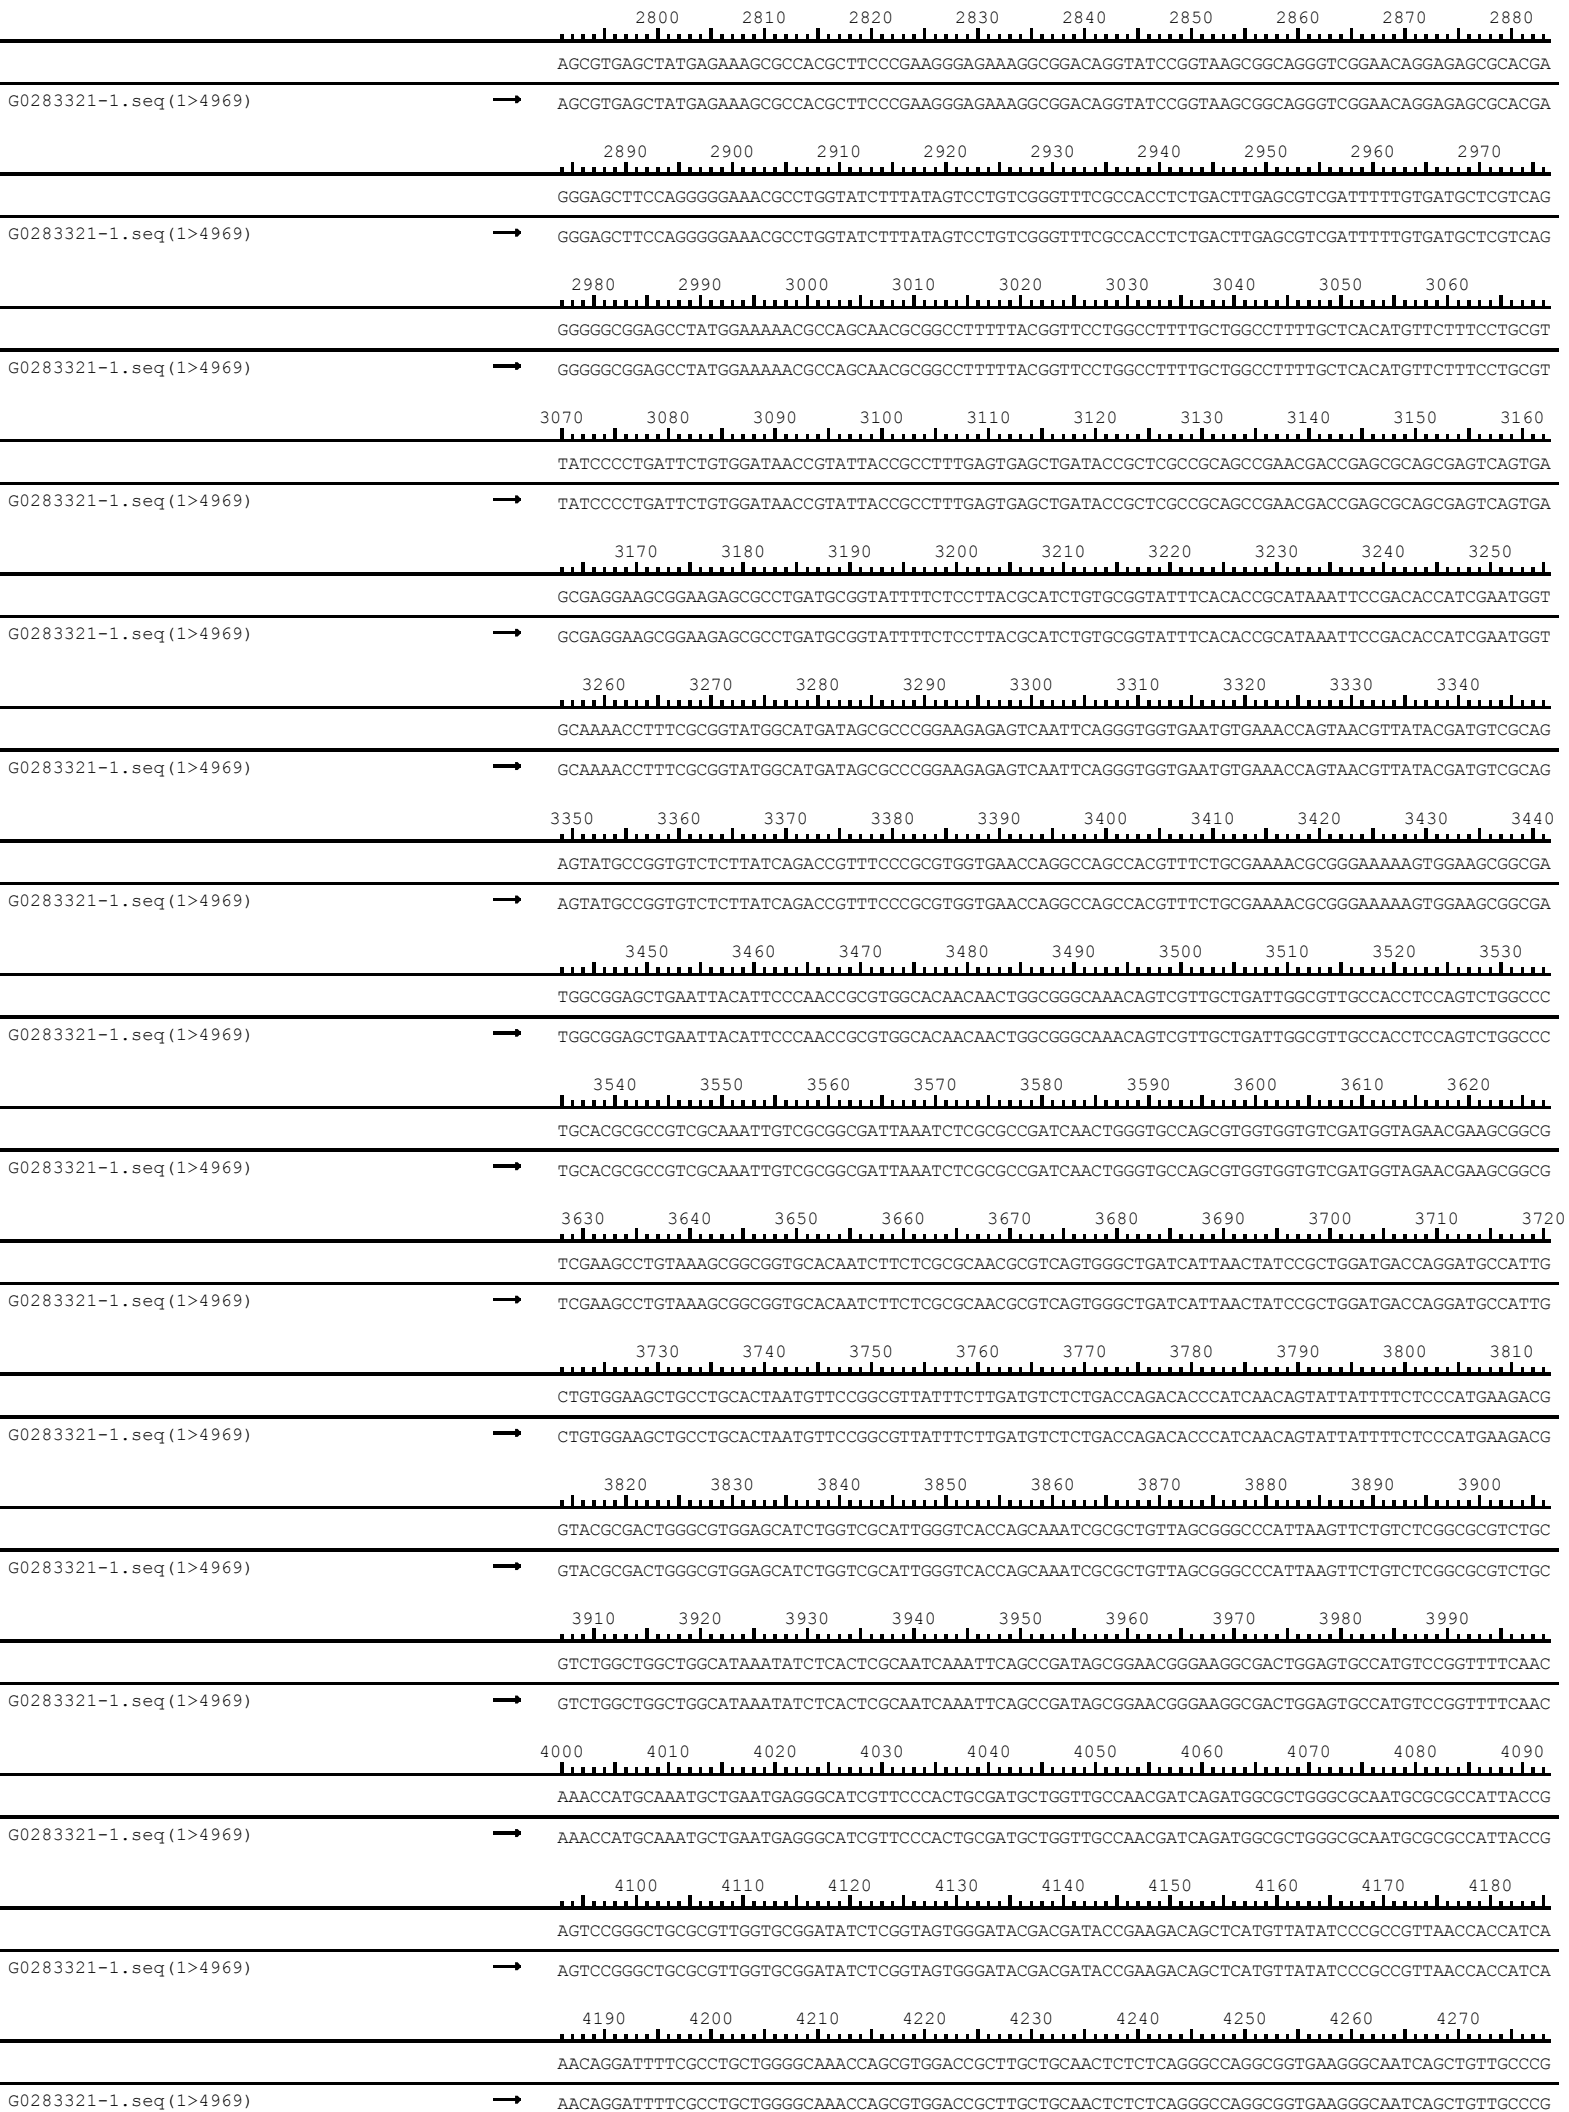 2800 2810 2820 2830 2840 2850 2860 2870 2880
AGCGTGAGCTATGAGAAAGCGCCACGCTTCCCGAAGGGAGAAAGGCGGACAGGTATCCGGTAAGCGGCAGGGTCGGAACAGGAGAGCGCACGA
G0283321-1.seq(1>4969) AGCGTGAGCTATGAGAAAGCGCCACGCTTCCCGAAGGGAGAAAGGCGGACAGGTATCCGGTAAGCGGCAGGGTCGGAACAGGAGAGCGCACGA
2890 2900 2910 2920 2930 2940 2950 2960 2970
GGGAGCTTCCAGGGGGAAACGCCTGGTATCTTTATAGTCCTGTCGGGTTTCGCCACCTCTGACTTGAGCGTCGATTTTTGTGATGCTCGTCAG
G0283321-1.seq(1>4969) GGGAGCTTCCAGGGGGAAACGCCTGGTATCTTTATAGTCCTGTCGGGTTTCGCCACCTCTGACTTGAGCGTCGATTTTTGTGATGCTCGTCAG
2980 2990 3000 3010 3020 3030 3040 3050 3060
GGGGGCGGAGCCTATGGAAAAACGCCAGCAACGCGGCCTTTTTACGGTTCCTGGCCTTTTGCTGGCCTTTTGCTCACATGTTCTTTCCTGCGT
G0283321-1.seq(1>4969) GGGGGCGGAGCCTATGGAAAAACGCCAGCAACGCGGCCTTTTTACGGTTCCTGGCCTTTTGCTGGCCTTTTGCTCACATGTTCTTTCCTGCGT
3070 3080 3090 3100 3110 3120 3130 3140 3150 3160
TATCCCCTGATTCTGTGGATAACCGTATTACCGCCTTTGAGTGAGCTGATACCGCTCGCCGCAGCCGAACGACCGAGCGCAGCGAGTCAGTGA
G0283321-1.seq(1>4969) TATCCCCTGATTCTGTGGATAACCGTATTACCGCCTTTGAGTGAGCTGATACCGCTCGCCGCAGCCGAACGACCGAGCGCAGCGAGTCAGTGA
3170 3180 3190 3200 3210 3220 3230 3240 3250
GCGAGGAAGCGGAAGAGCGCCTGATGCGGTATTTTCTCCTTACGCATCTGTGCGGTATTTCACACCGCATAAATTCCGACACCATCGAATGGT
G0283321-1.seq(1>4969) GCGAGGAAGCGGAAGAGCGCCTGATGCGGTATTTTCTCCTTACGCATCTGTGCGGTATTTCACACCGCATAAATTCCGACACCATCGAATGGT
3260 3270 3280 3290 3300 3310 3320 3330 3340
GCAAAACCTTTCGCGGTATGGCATGATAGCGCCCGGAAGAGAGTCAATTCAGGGTGGTGAATGTGAAACCAGTAACGTTATACGATGTCGCAG
G0283321-1.seq(1>4969) GCAAAACCTTTCGCGGTATGGCATGATAGCGCCCGGAAGAGAGTCAATTCAGGGTGGTGAATGTGAAACCAGTAACGTTATACGATGTCGCAG
3350 3360 3370 3380 3390 3400 3410 3420 3430 3440
AGTATGCCGGTGTCTCTTATCAGACCGTTTCCCGCGTGGTGAACCAGGCCAGCCACGTTTCTGCGAAAACGCGGGAAAAAGTGGAAGCGGCGA
G0283321-1.seq(1>4969) AGTATGCCGGTGTCTCTTATCAGACCGTTTCCCGCGTGGTGAACCAGGCCAGCCACGTTTCTGCGAAAACGCGGGAAAAAGTGGAAGCGGCGA
3450 3460 3470 3480 3490 3500 3510 3520 3530
TGGCGGAGCTGAATTACATTCCCAACCGCGTGGCACAACAACTGGCGGGCAAACAGTCGTTGCTGATTGGCGTTGCCACCTCCAGTCTGGCCC
G0283321-1.seq(1>4969) TGGCGGAGCTGAATTACATTCCCAACCGCGTGGCACAACAACTGGCGGGCAAACAGTCGTTGCTGATTGGCGTTGCCACCTCCAGTCTGGCCC
3540 3550 3560 3570 3580 3590 3600 3610 3620
TGCACGCGCCGTCGCAAATTGTCGCGGCGATTAAATCTCGCGCCGATCAACTGGGTGCCAGCGTGGTGGTGTCGATGGTAGAACGAAGCGGCG
G0283321-1.seq(1>4969) TGCACGCGCCGTCGCAAATTGTCGCGGCGATTAAATCTCGCGCCGATCAACTGGGTGCCAGCGTGGTGGTGTCGATGGTAGAACGAAGCGGCG
3630 3640 3650 3660 3670 3680 3690 3700 3710 3720
TCGAAGCCTGTAAAGCGGCGGTGCACAATCTTCTCGCGCAACGCGTCAGTGGGCTGATCATTAACTATCCGCTGGATGACCAGGATGCCATTG
G0283321-1.seq(1>4969) TCGAAGCCTGTAAAGCGGCGGTGCACAATCTTCTCGCGCAACGCGTCAGTGGGCTGATCATTAACTATCCGCTGGATGACCAGGATGCCATTG
3730 3740 3750 3760 3770 3780 3790 3800 3810
CTGTGGAAGCTGCCTGCACTAATGTTCCGGCGTTATTTCTTGATGTCTCTGACCAGACACCCATCAACAGTATTATTTTCTCCCATGAAGACG
G0283321-1.seq(1>4969) CTGTGGAAGCTGCCTGCACTAATGTTCCGGCGTTATTTCTTGATGTCTCTGACCAGACACCCATCAACAGTATTATTTTCTCCCATGAAGACG
3820 3830 3840 3850 3860 3870 3880 3890 3900
GTACGCGACTGGGCGTGGAGCATCTGGTCGCATTGGGTCACCAGCAAATCGCGCTGTTAGCGGGCCCATTAAGTTCTGTCTCGGCGCGTCTGC
G0283321-1.seq(1>4969) GTACGCGACTGGGCGTGGAGCATCTGGTCGCATTGGGTCACCAGCAAATCGCGCTGTTAGCGGGCCCATTAAGTTCTGTCTCGGCGCGTCTGC
3910 3920 3930 3940 3950 3960 3970 3980 3990
GTCTGGCTGGCTGGCATAAATATCTCACTCGCAATCAAATTCAGCCGATAGCGGAACGGGAAGGCGACTGGAGTGCCATGTCCGGTTTTCAAC
G0283321-1.seq(1>4969) GTCTGGCTGGCTGGCATAAATATCTCACTCGCAATCAAATTCAGCCGATAGCGGAACGGGAAGGCGACTGGAGTGCCATGTCCGGTTTTCAAC
4000 4010 4020 4030 4040 4050 4060 4070 4080 4090
AAACCATGCAAATGCTGAATGAGGGCATCGTTCCCACTGCGATGCTGGTTGCCAACGATCAGATGGCGCTGGGCGCAATGCGCGCCATTACCG
G0283321-1.seq(1>4969) AAACCATGCAAATGCTGAATGAGGGCATCGTTCCCACTGCGATGCTGGTTGCCAACGATCAGATGGCGCTGGGCGCAATGCGCGCCATTACCG
4100 4110 4120 4130 4140 4150 4160 4170 4180
AGTCCGGGCTGCGCGTTGGTGCGGATATCTCGGTAGTGGGATACGACGATACCGAAGACAGCTCATGTTATATCCCGCCGTTAACCACCATCA
G0283321-1.seq(1>4969) AGTCCGGGCTGCGCGTTGGTGCGGATATCTCGGTAGTGGGATACGACGATACCGAAGACAGCTCATGTTATATCCCGCCGTTAACCACCATCA
4190 4200 4210 4220 4230 4240 4250 4260 4270
AACAGGATTTTCGCCTGCTGGGGCAAACCAGCGTGGACCGCTTGCTGCAACTCTCTCAGGGCCAGGCGGTGAAGGGCAATCAGCTGTTGCCCG
G0283321-1.seq(1>4969) AACAGGATTTTCGCCTGCTGGGGCAAACCAGCGTGGACCGCTTGCTGCAACTCTCTCAGGGCCAGGCGGTGAAGGGCAATCAGCTGTTGCCCG